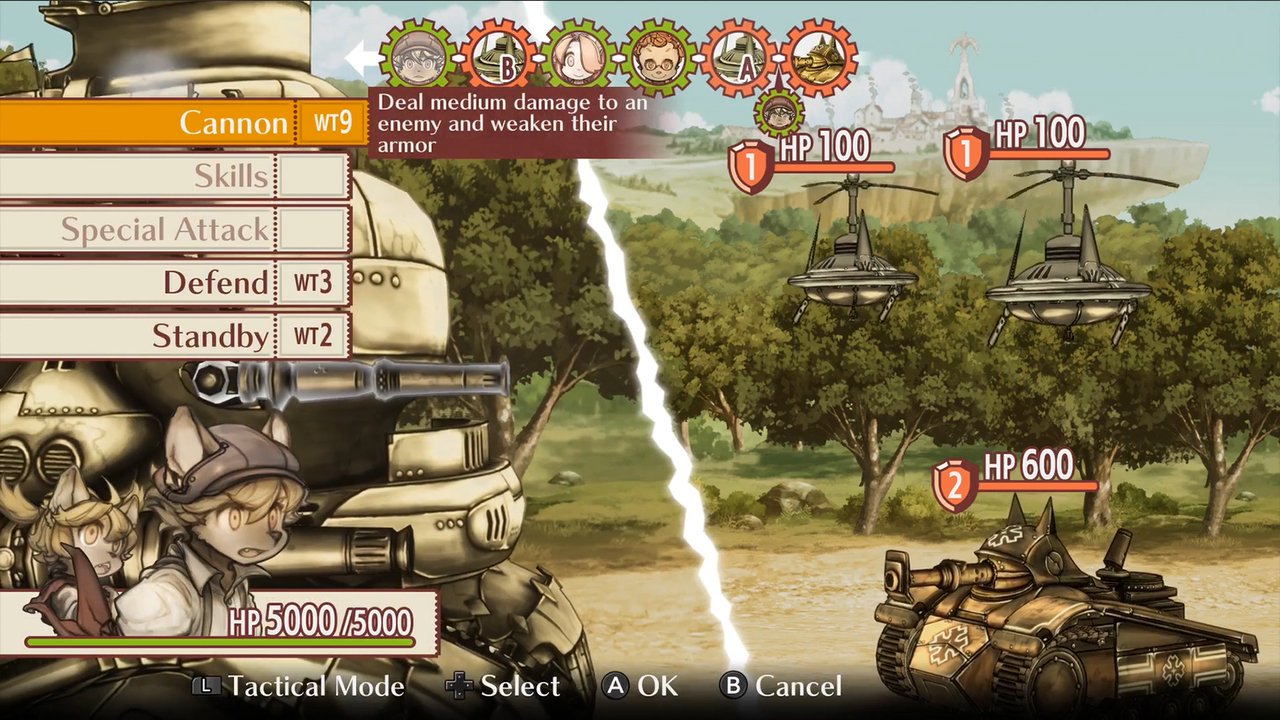 B
A
Cannon WT9
Deal medium damage to an
enemy and weaken their
armor
Skills
Special Attack
Defend WT3
Standby WT2
1 HP 100
1 HP 100
2 HP 600
HP 5000/5000
L Tactical Mode Select A OK B Cancel